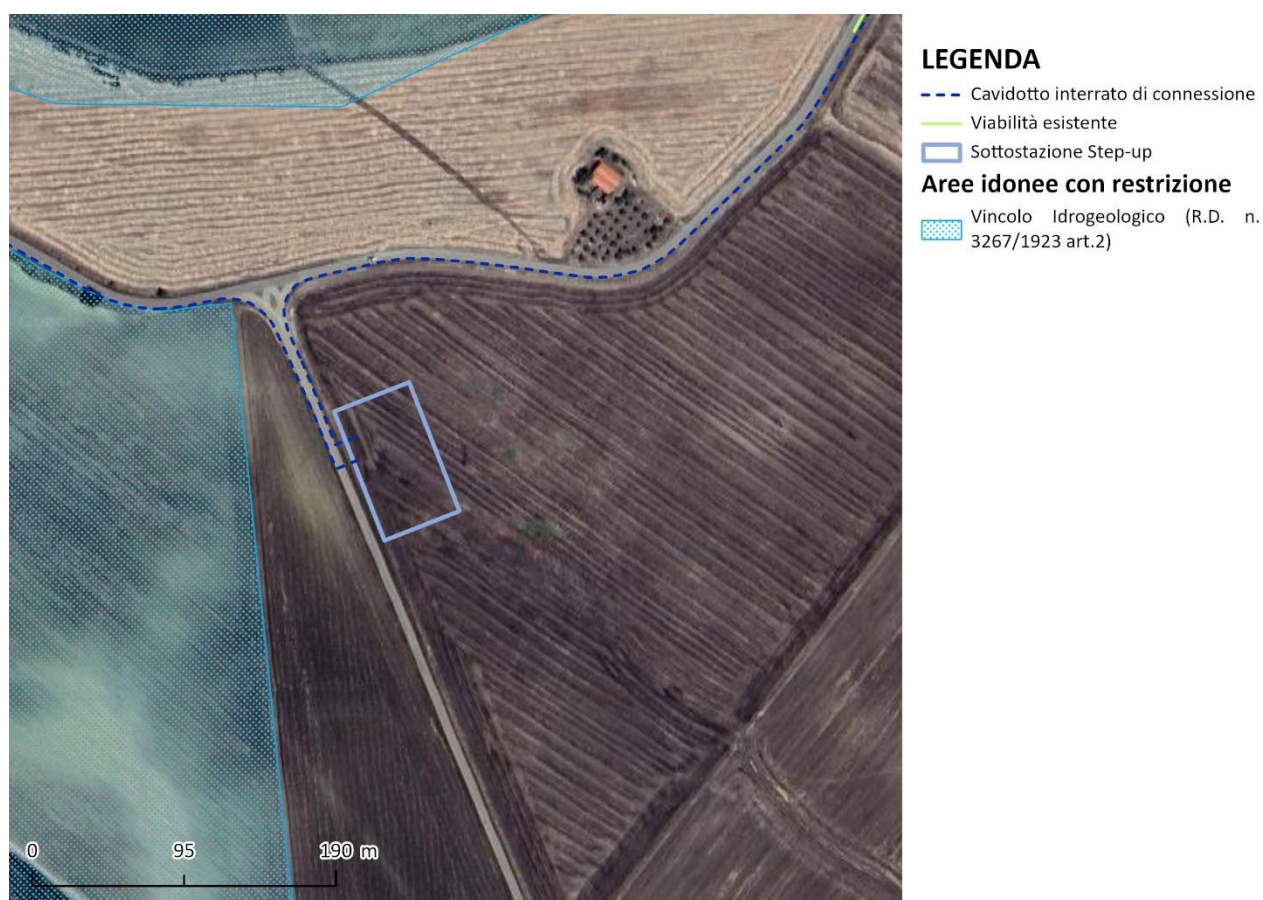 LEGENDA
Cavidotto interrato di connessione
Viabilità esistente
Sottostazione Step-up
Aree idonee con restrizione
Vincolo Idrogeologico (R.D. n.
3267/1923 art.2)
0 95 190 m